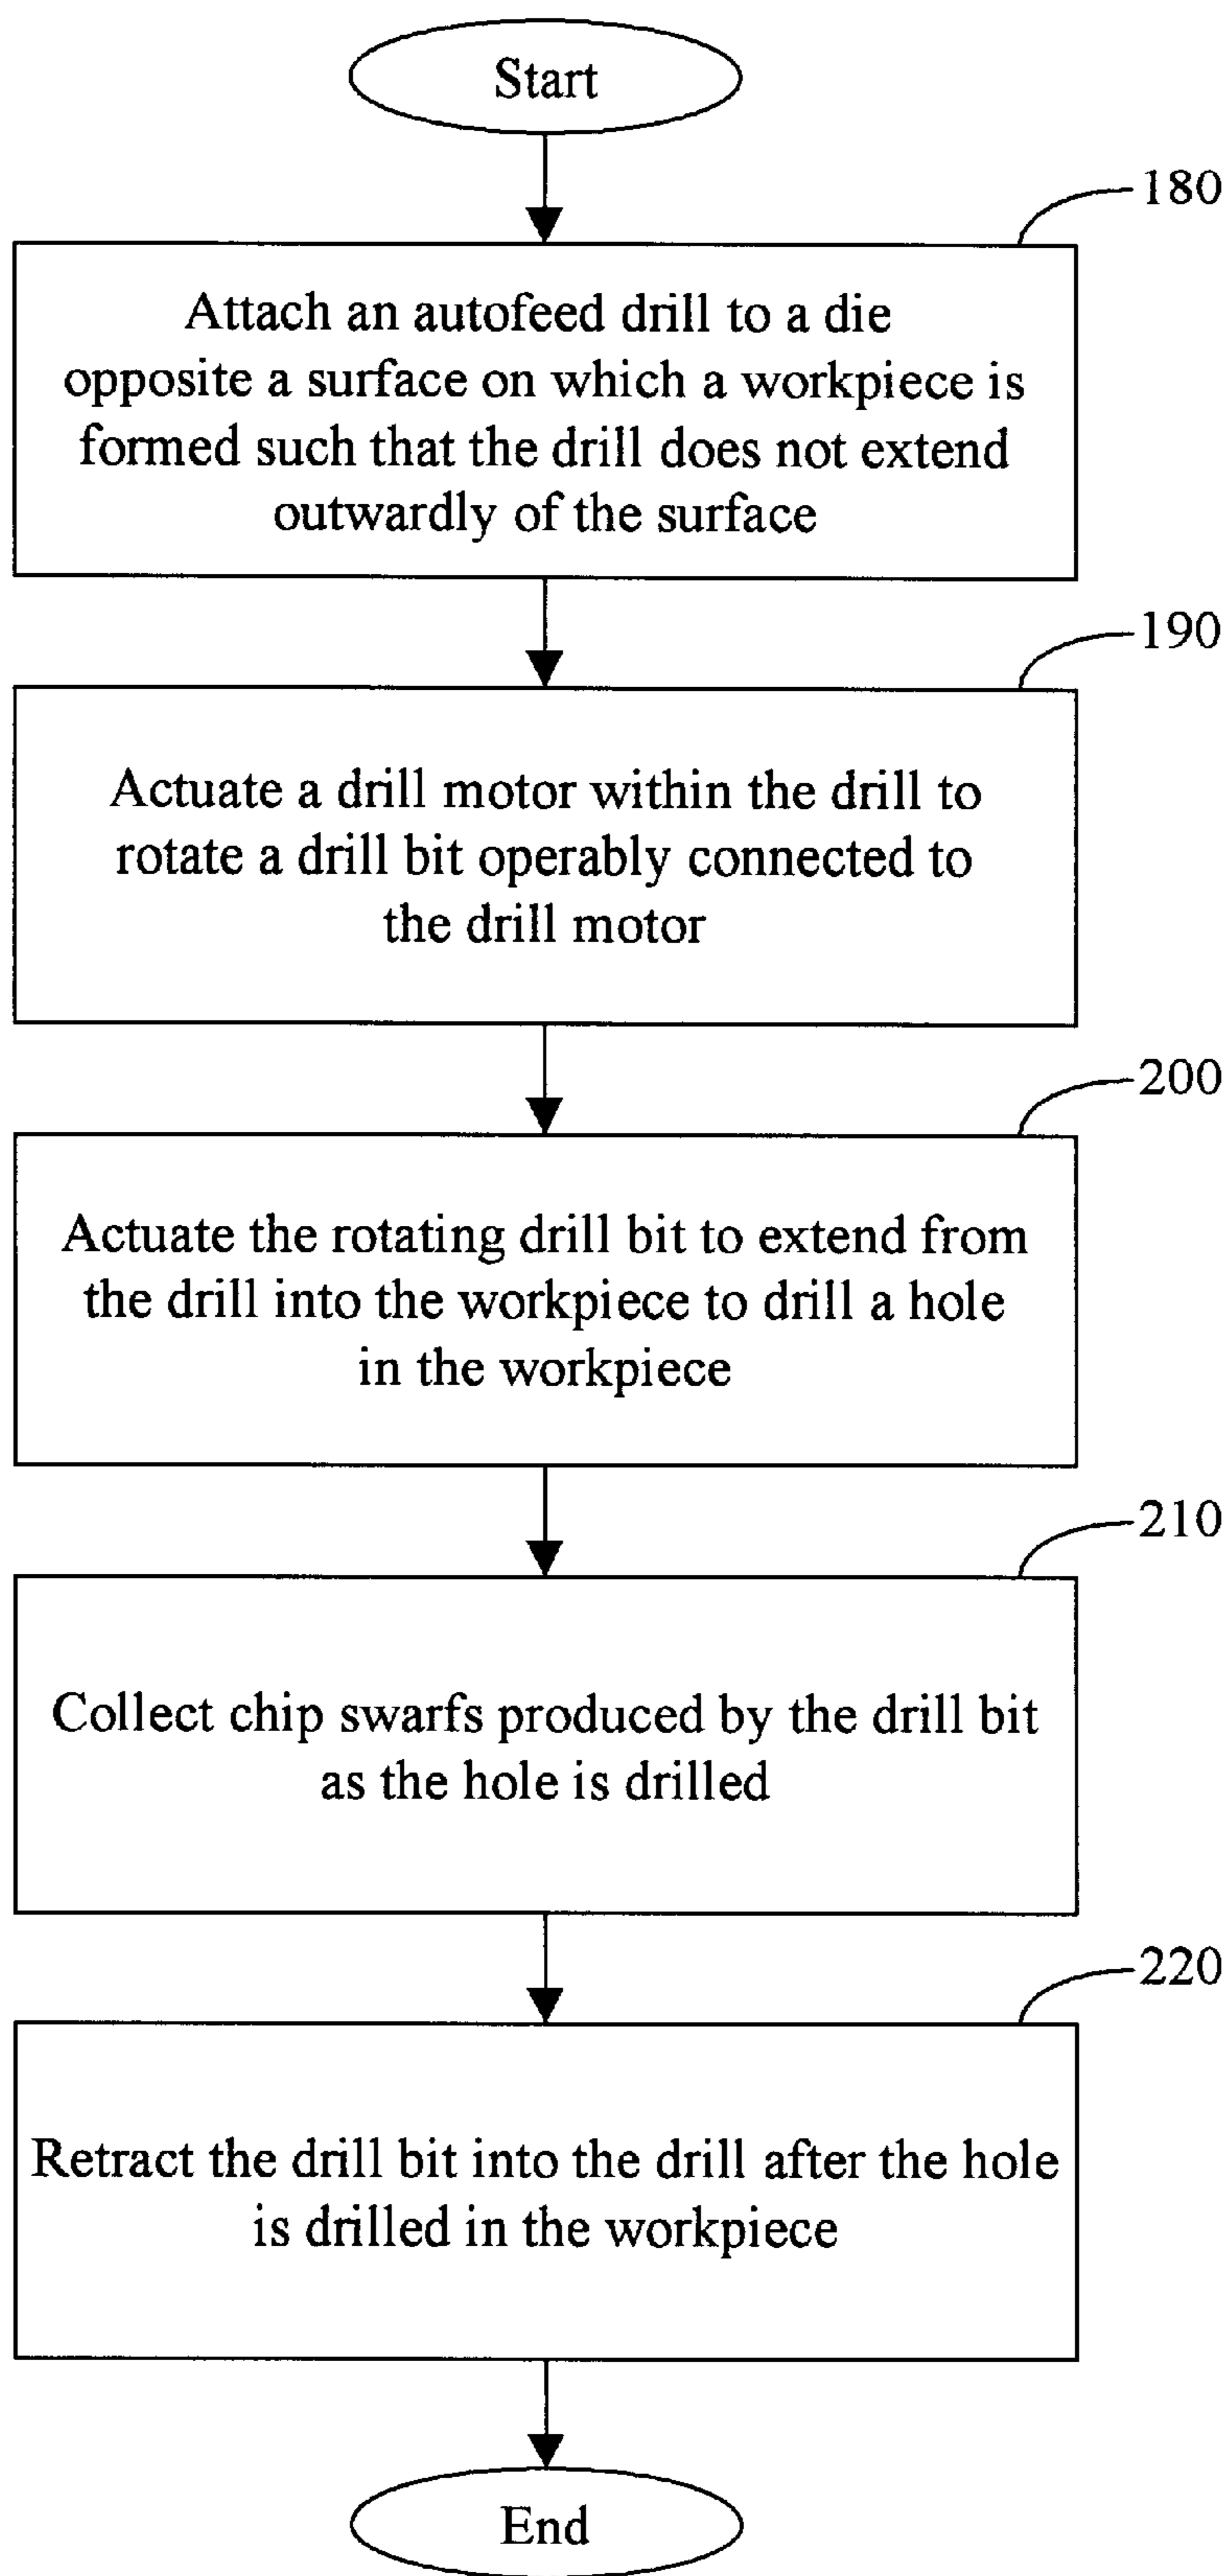 Start
180
Attach an autofeed drill to a die
opposite a surface on which a workpiece is
formed such that the drill does not extend
outwardly of the surface
190
Actuate a drill motor within the drill to
rotate a drill bit operably connected to
the drill motor
200
Actuate the rotating drill bit to extend from
the drill into the workpiece to drill a hole
in the workpiece
210
Collect chip swarfs produced by the drill bit
as the hole is drilled
220
Retract the drill bit into the drill after the hole
is drilled in the workpiece
End